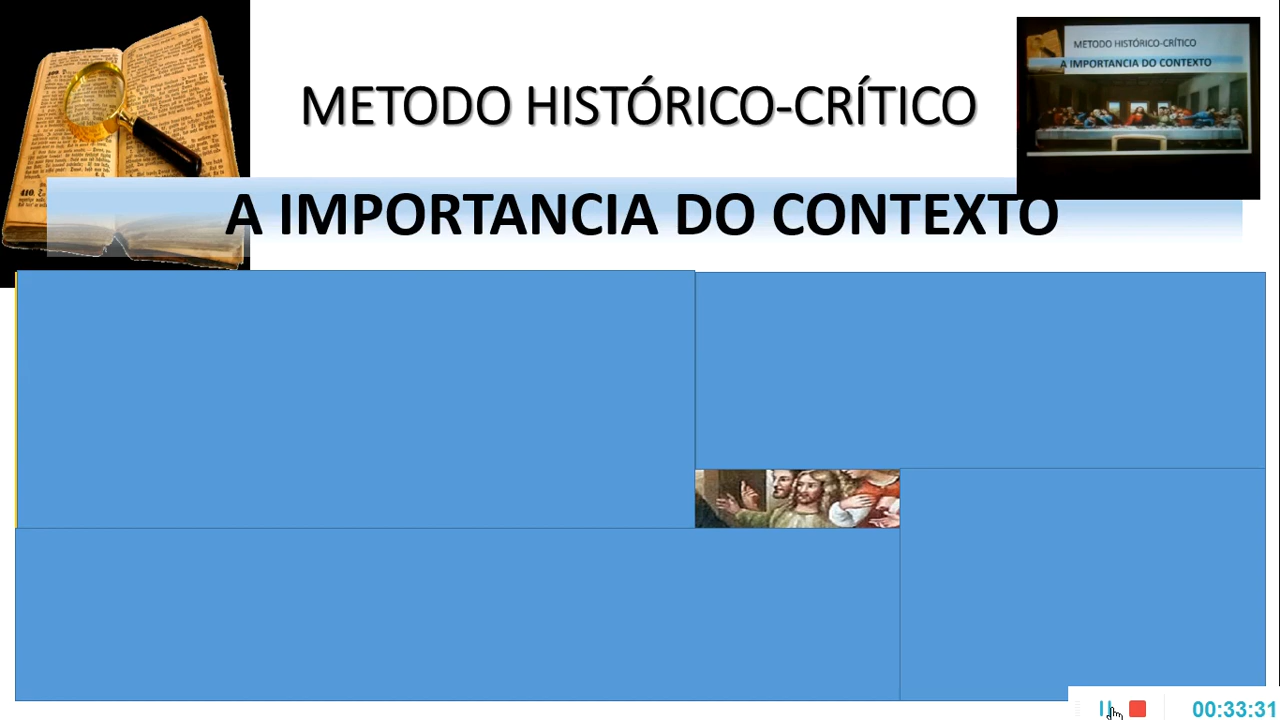 METODO HISTÓRICO-CRÍTICO
A IMPORTANCIA DO CONTEXTO
METODO HISTÓRICO-CRÍTICO
A IMPORTANCIA DO CONTEXTO
00:33:31